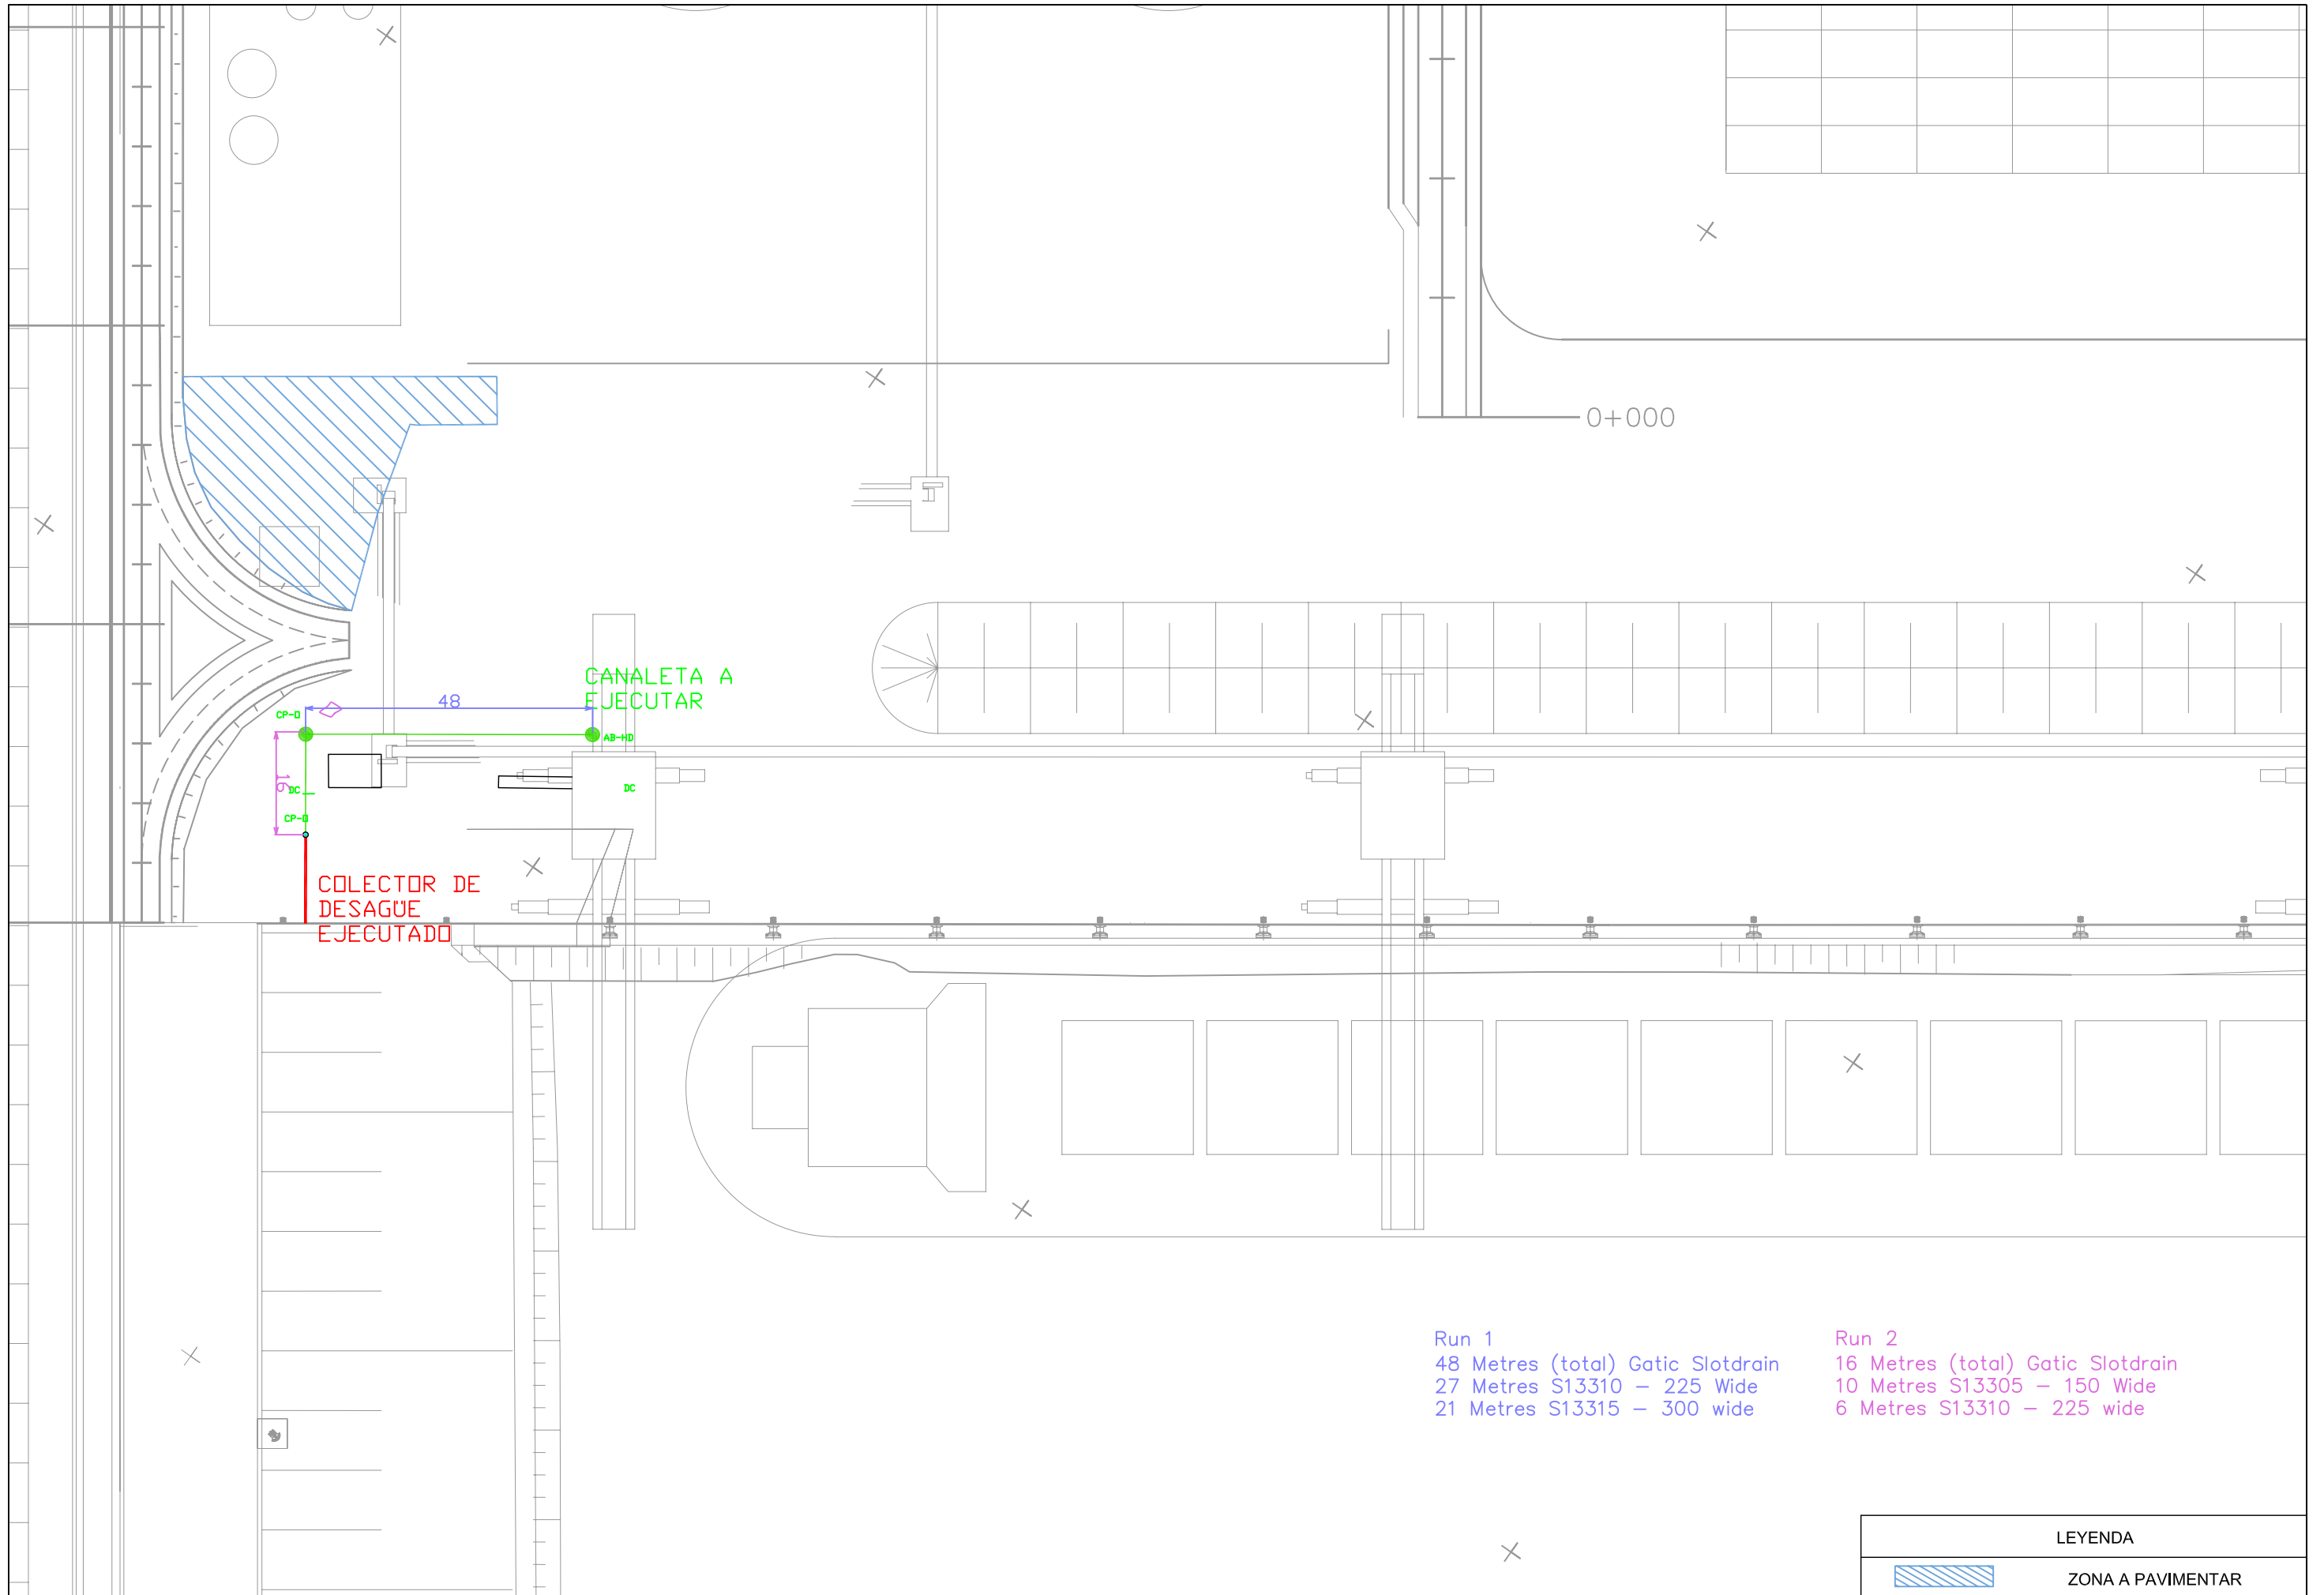 0+000
CANALETA A
EJECUTAR
48
CP-D
AB-HD
16
DC
DC
CP-D
COLECTOR DE
DESAGÜE
EJECUTADO
Run 1
48 Metres (total) Gatic Slotdrain
27 Metres S13310 - 225 Wide
21 Metres S13315 - 300 wide
Run 2
16 Metres (total) Gatic Slotdrain
10 Metres S13305 - 150 Wide
6 Metres S13310 - 225 wide
LEYENDA
ZONA A PAVIMENTAR